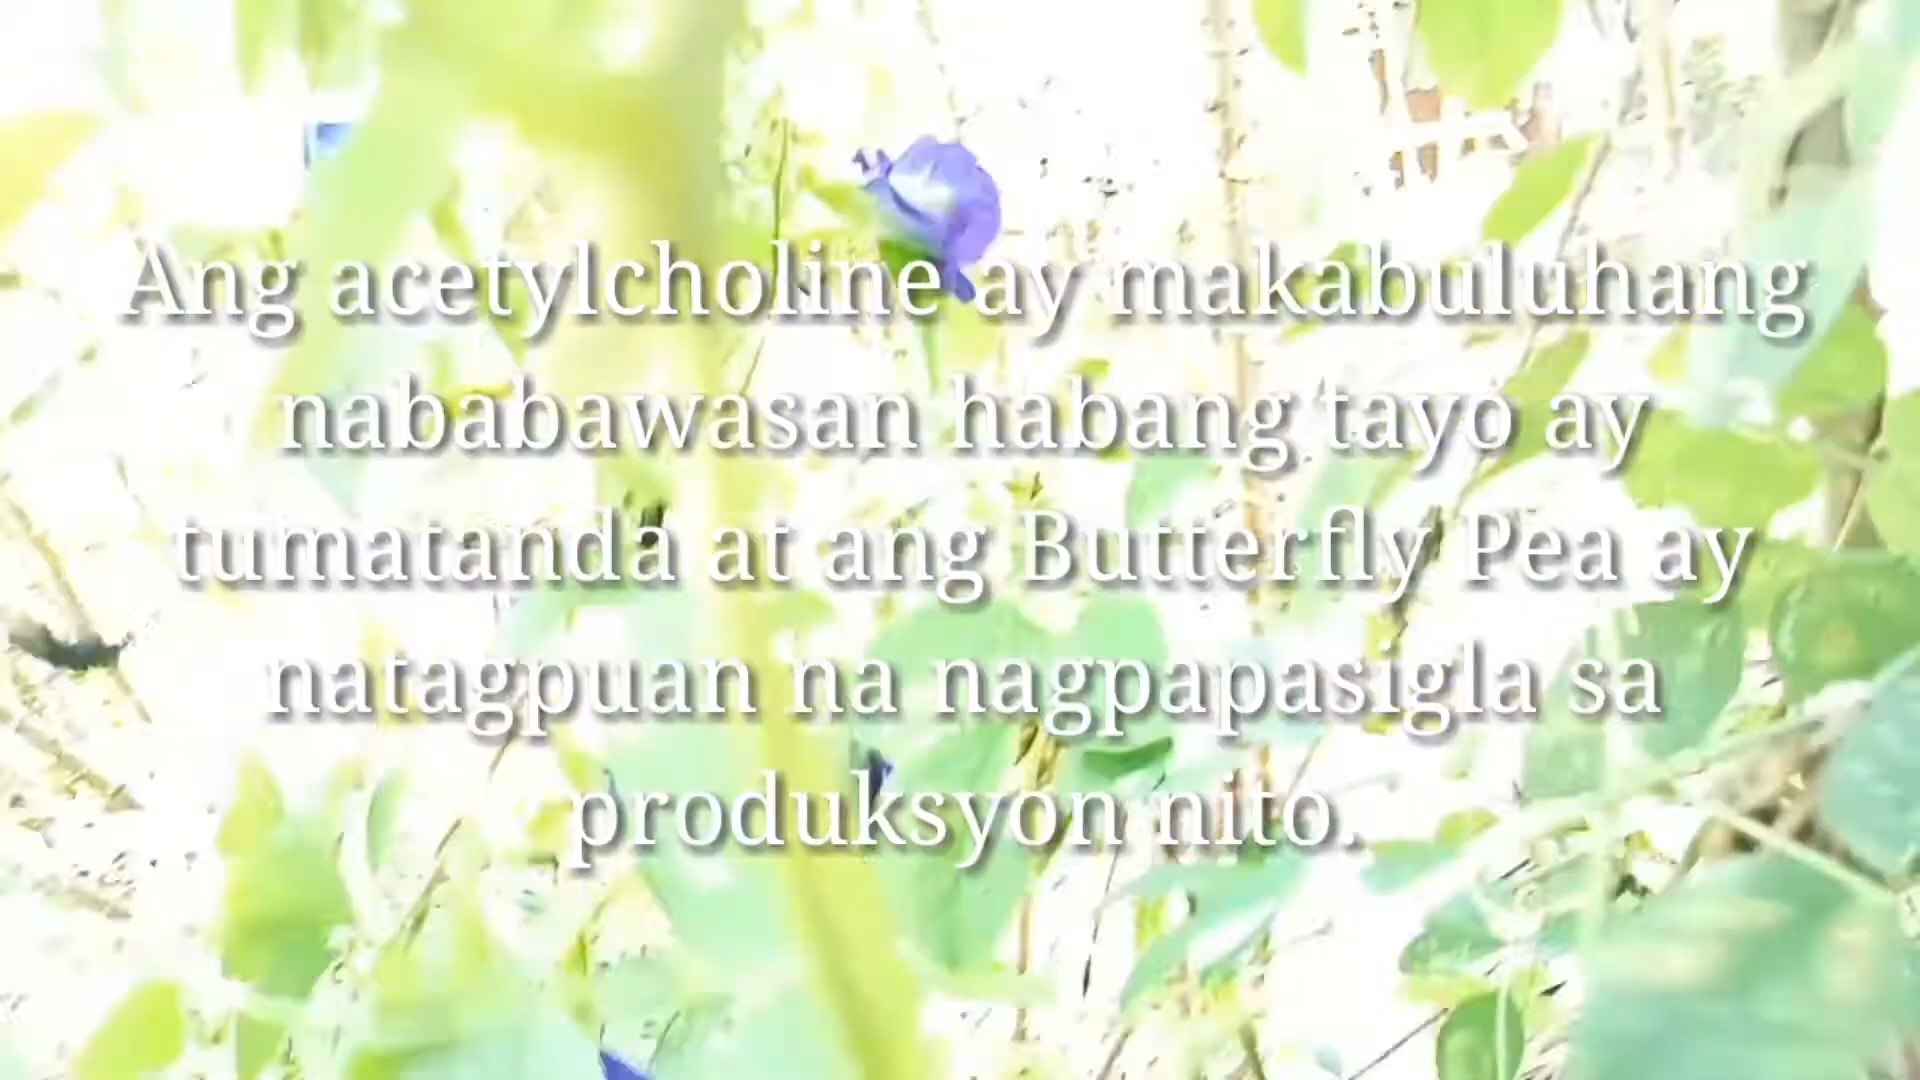 Ang acetylcholine ay makabuluhang
nababawasan habang tayo ay
tumatanda at ang Butterfly Pea ay
natagpuan na nagpapasigla sa
produksyon nito.